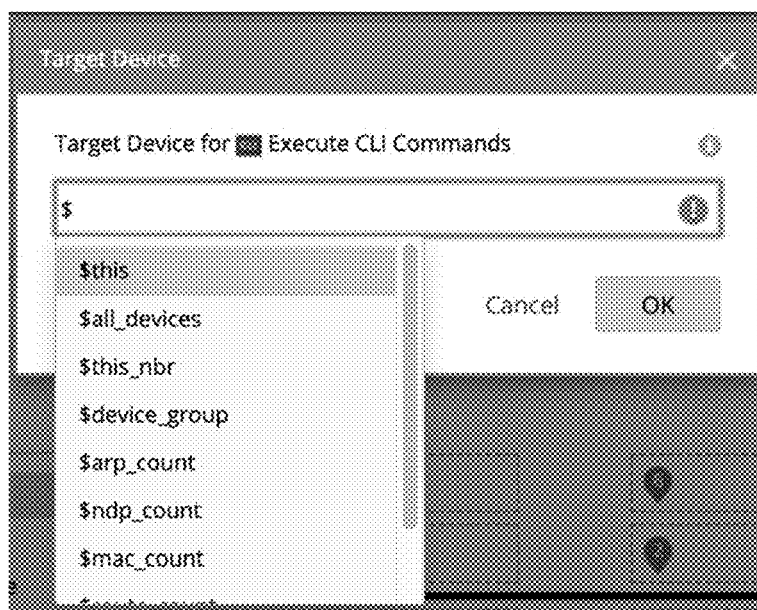 Target Device
Target Device for Execute CLI Commands
$
$this
Cancel OK
$all_devices
$this_nbr
$device_group
$arp_count
$ndp_count
$mac_count